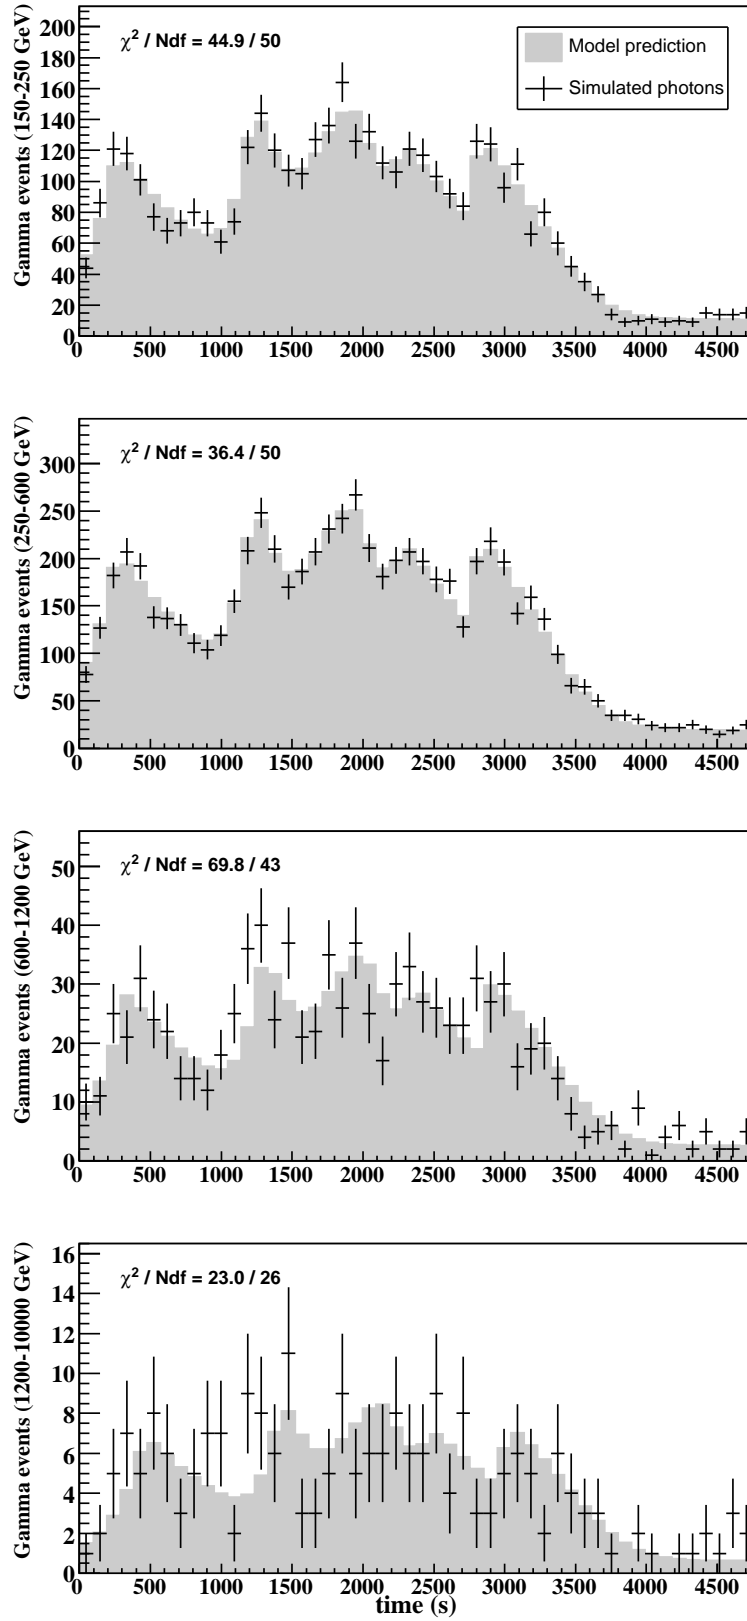 Gamma events (150-250 GeV)
200
180
160
140
120
100
80
60
40
20
0
χ² / Ndf = 44.9 / 50
Model prediction
Simulated photons
0 500 1000 1500 2000 2500 3000 3500 4000 4500
Gamma events (250-600 GeV)
300
250
200
150
100
50
0
χ² / Ndf = 36.4 / 50
0 500 1000 1500 2000 2500 3000 3500 4000 4500
Gamma events (600-1200 GeV)
50
40
30
20
10
0
χ² / Ndf = 69.8 / 43
0 500 1000 1500 2000 2500 3000 3500 4000 4500
Gamma events (1200-10000 GeV)
16
14
12
10
8
6
4
2
0
χ² / Ndf = 23.0 / 26
0 500 1000 1500 2000 2500 3000 3500 4000 4500
time (s)